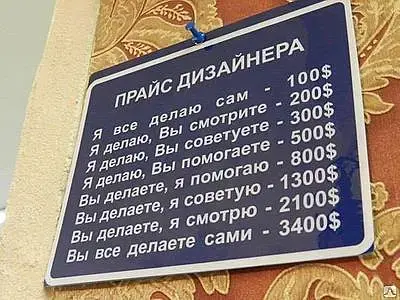 ПРАЙС ДИЗАЙНЕРА
Я все делаю сам - 100$
Я делаю, Вы смотрите - 200$
Я делаю, Вы советуете - 300$
Я делаю, Вы помогаете - 500$
Вы делаете, я помогаю - 800$
Вы делаете, я советую - 1300$
Вы делаете, я смотрю - 2100$
Вы все делаете сами - 3400$